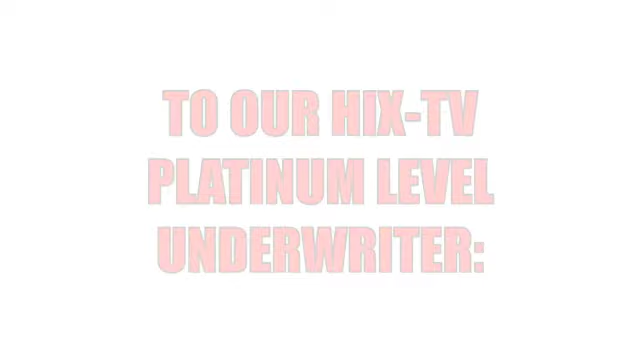 TO OUR HIX-TV
PLATINUM LEVEL
UNDERWRITER: